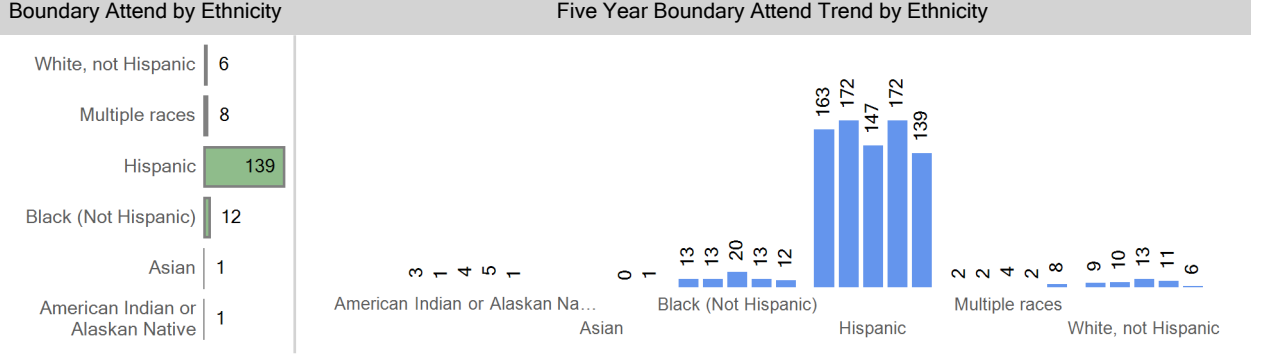 Boundary Attend by Ethnicity
White, not Hispanic 6
Multiple races 8
Hispanic 139
Black (Not Hispanic) 12
Asian 1
American Indian or
Alaskan Native 1
Five Year Boundary Attend Trend by Ethnicity
3 1 4 5 1
0 1
13 13 20 13 12
163 172 147 172 139
2 2 4 2 8
9 10 13 11 6
American Indian or Alaskan Na...
Asian
Black (Not Hispanic)
Hispanic
Multiple races
White, not Hispanic